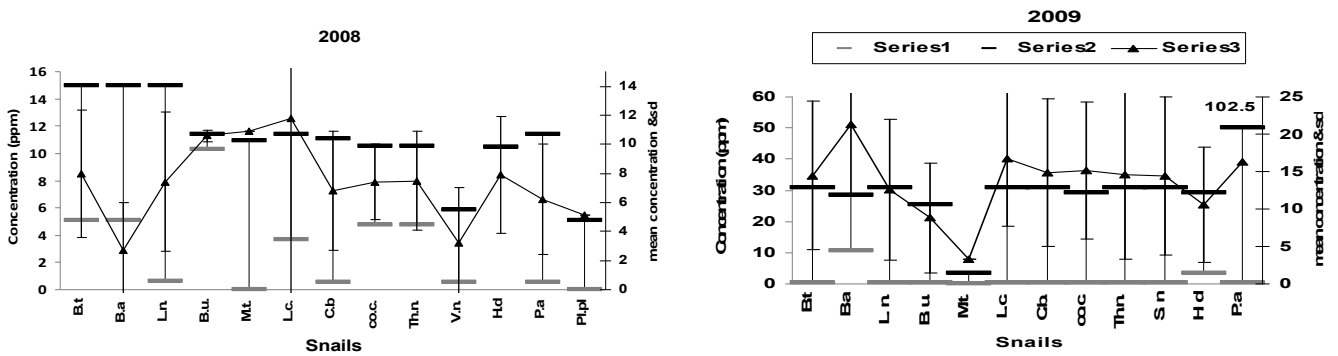 2008
Concentration (ppm)
16
14
12
10
8
6
4
2
0
14
12
10
8
6
4
2
0
mean concentration &sd
B.t
B.a
L.n
B.u.
M.t.
L.c.
C.b
co.c.
Th.n
V.n.
H.d
P.a
Pl.pl
Snails
2009
Series1 Series2 Series3
Concentration (ppm)
60
50
40
30
20
10
0
102.5
25
20
15
10
5
0
mean concentration &sd
B.t
B.a
L.n
B.u
M.t.
L.c
C.b.
co.c
Th.n.
S.n
H.d
P.a
Snails